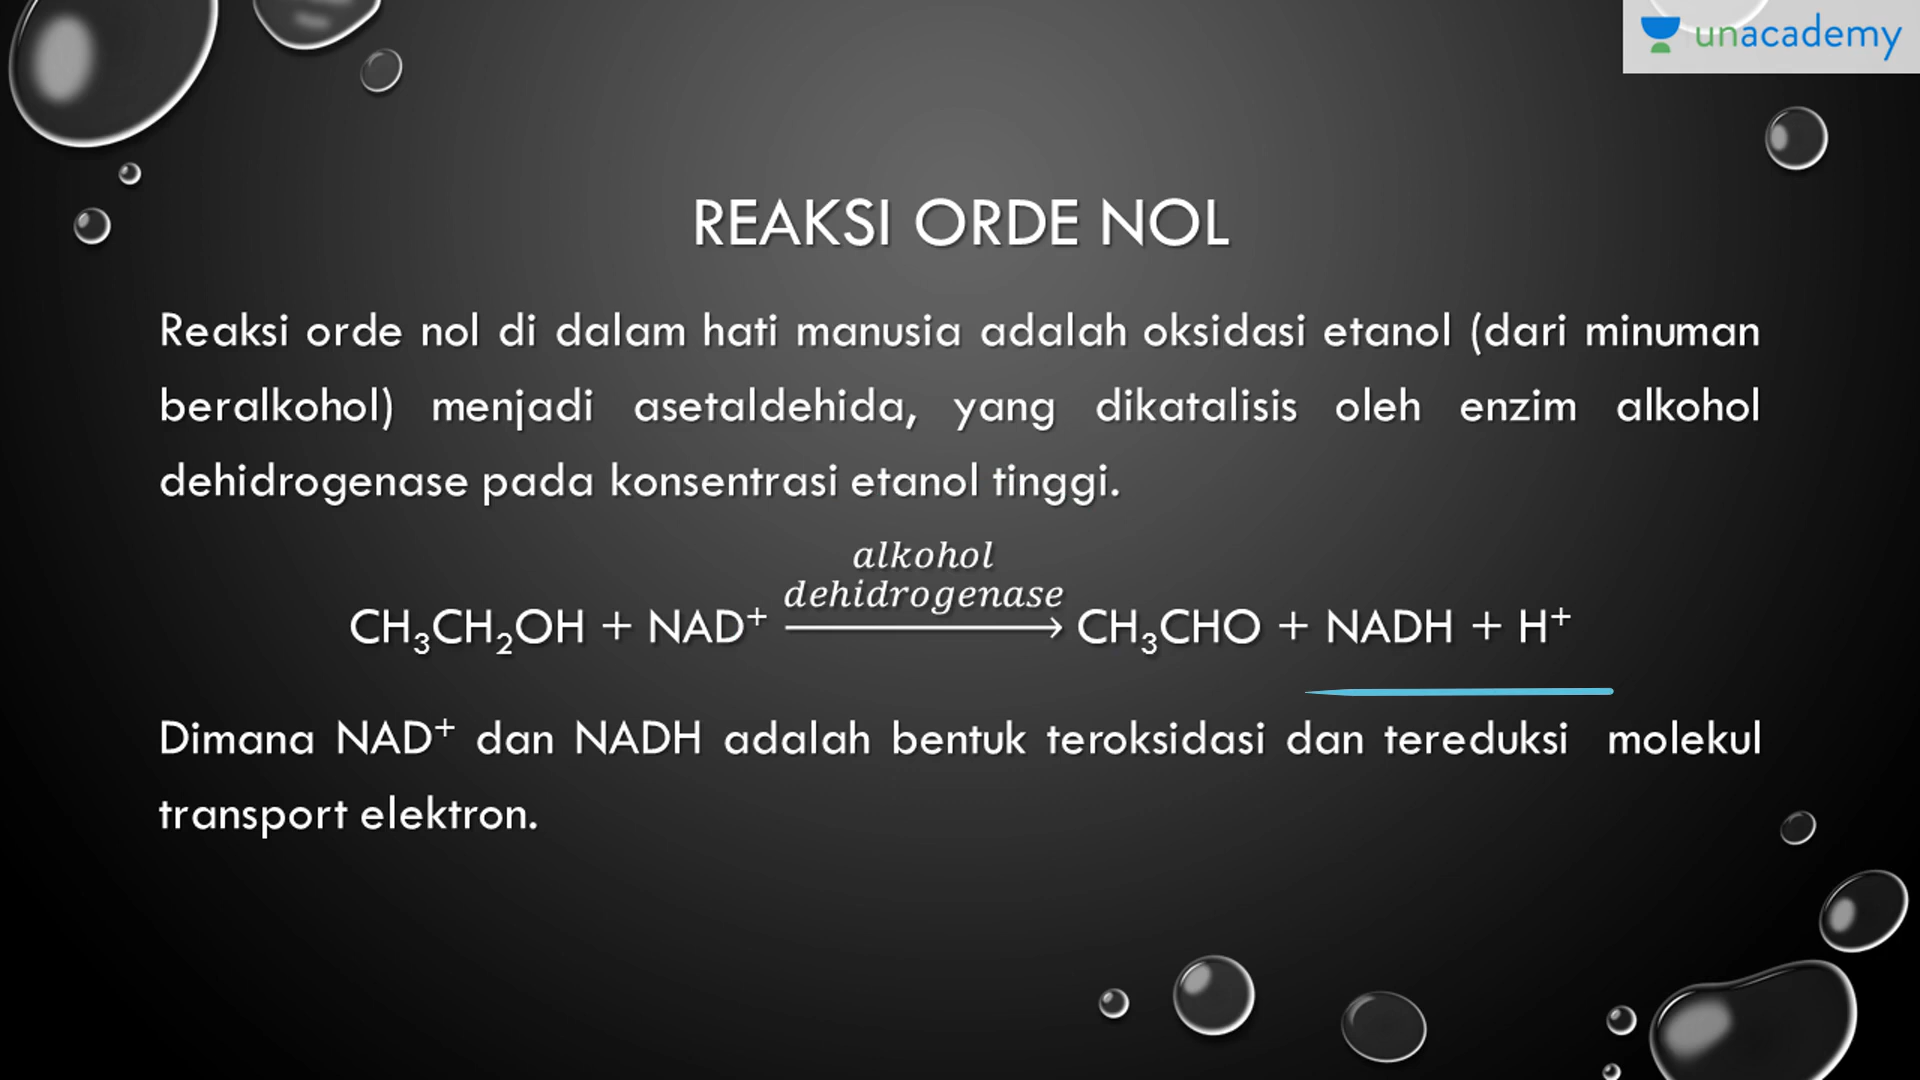 unacademy
REAKSI ORDE NOL
Reaksi orde nol di dalam hati manusia adalah oksidasi etanol (dari minuman
beralkohol) menjadi asetaldehida, yang dikatalisis oleh enzim alkohol
dehidrogenase pada konsentrasi etanol tinggi.
alkohol
dehidrogenase
CH₃CH₂OH + NAD⁺ ⟶ CH₃CHO + NADH + H⁺
Dimana NAD⁺ dan NADH adalah bentuk teroksidasi dan tereduksi molekul
transport elektron.